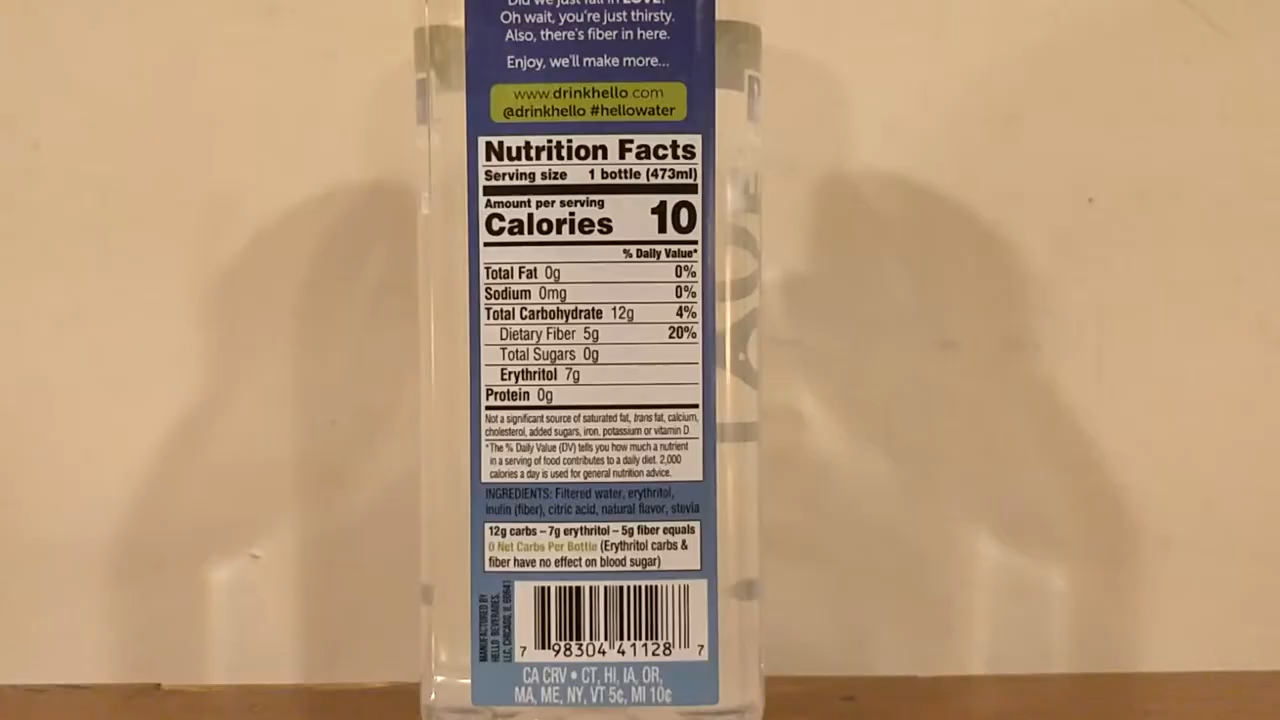 Did we just fall in LOVE?
Oh wait, you're just thirsty.
Also, there's fiber in here.
Enjoy, we'll make more...
www.drinkhello.com
@drinkhello #hellowater
Nutrition Facts
Serving size 1 bottle (473ml)
Amount per serving
Calories 10
% Daily Value*
Total Fat 0g 0%
Sodium 0mg 0%
Total Carbohydrate 12g 4%
Dietary Fiber 5g 20%
Total Sugars 0g
Erythritol 7g
Protein 0g
Not a significant source of saturated fat, trans fat, calcium,
cholesterol, added sugars, iron, potassium or vitamin D
*The % Daily Value (DV) tells you how much a nutrient
in a serving of food contributes to a daily diet. 2,000
calories a day is used for general nutrition advice.
INGREDIENTS: Filtered water, erythritol,
inulin (fiber), citric acid, natural flavor, stevia
12g carbs – 7g erythritol – 5g fiber equals
0 Net Carbs Per Bottle (Erythritol carbs &
fiber have no effect on blood sugar)
MANUFACTURED BY
HELLO BEVERAGES,
LLC, CHICAGO, IL 60641
7 98304 41128 7
CA CRV • CT, HI, IA, OR,
MA, ME, NY, VT 5¢, MI 10¢